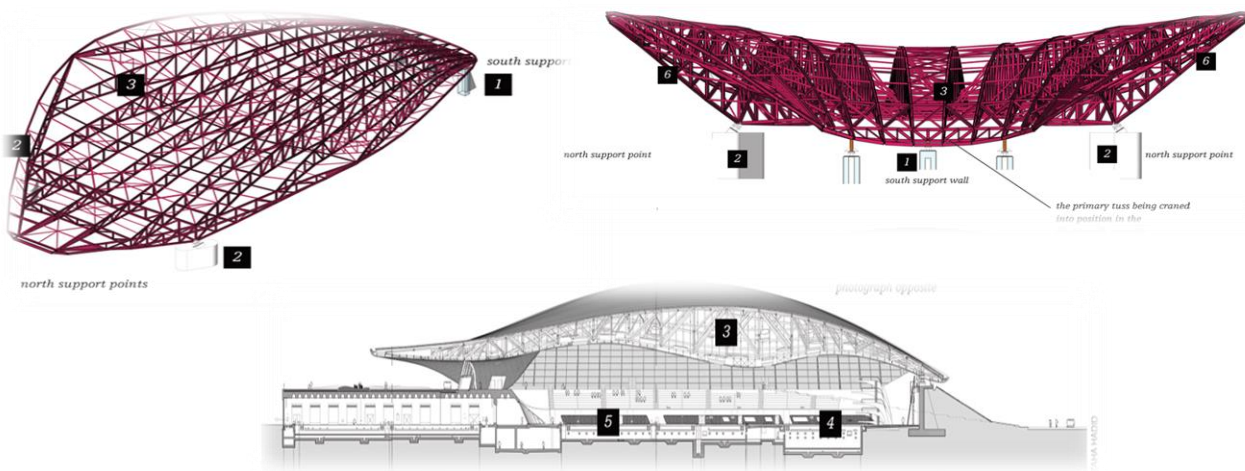 3
south support
1
2
2
north support points
6
6
3
north support point
2
1
2
north support point
south support wall
the primary tuss being craned
into position in the
photograph opposite
3
5
4
AHA HADID